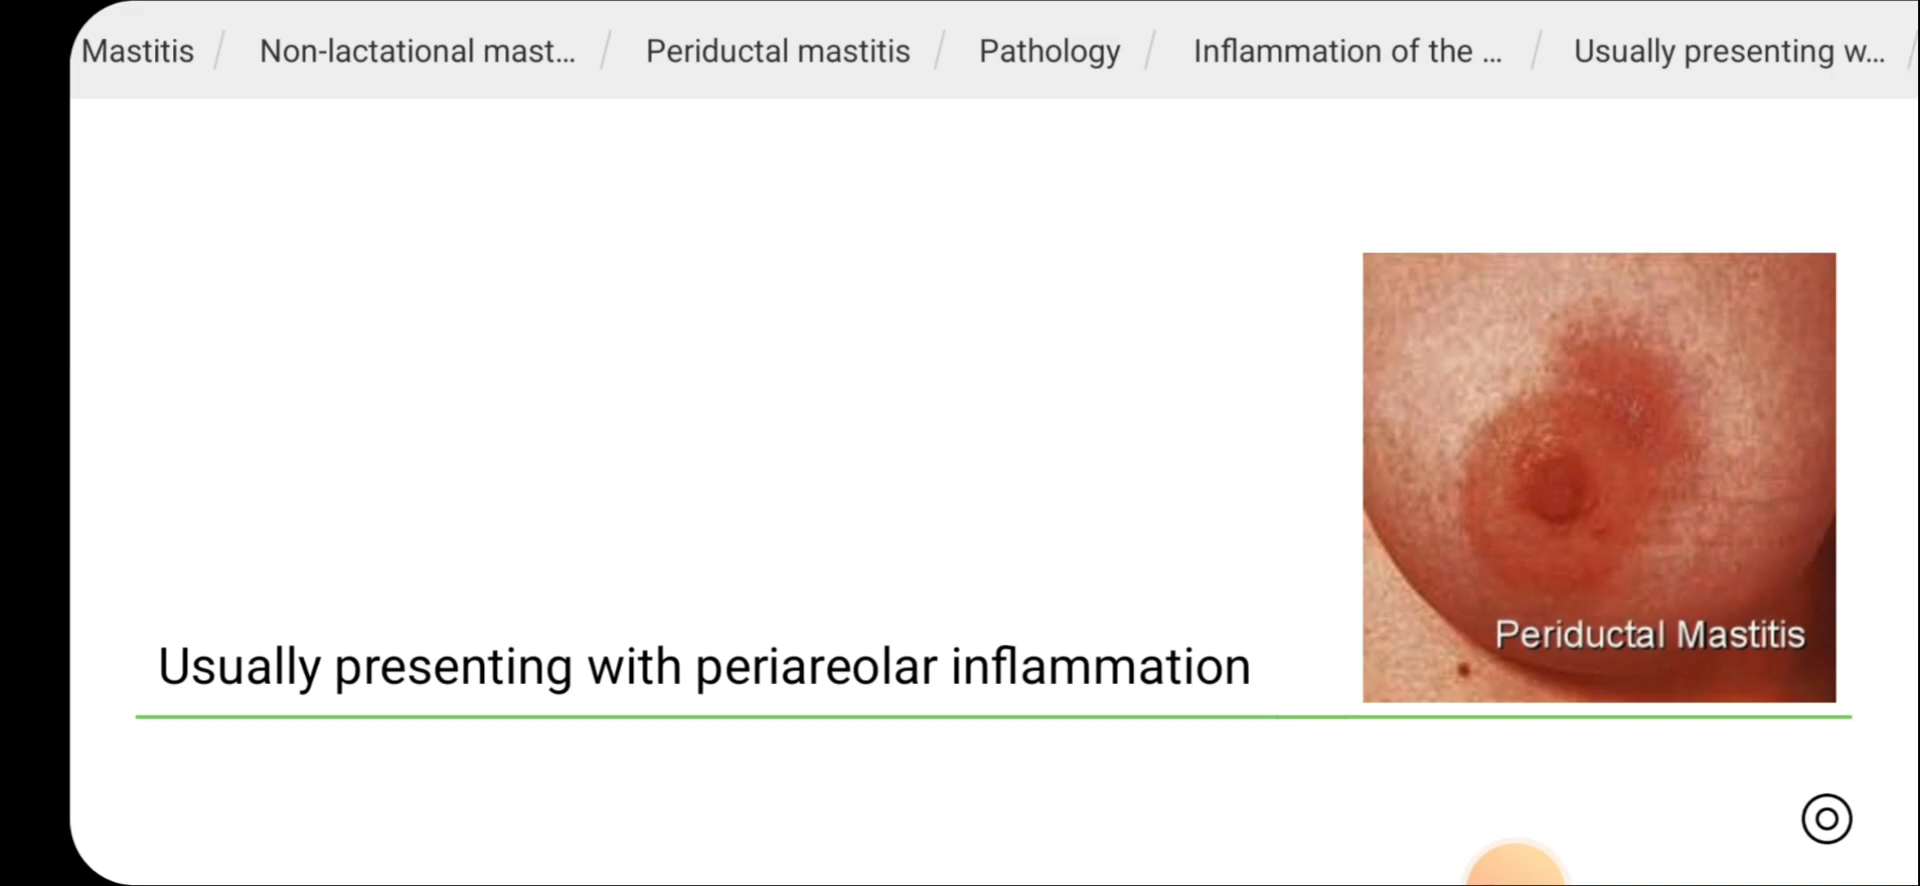 Mastitis / Non-lactational mast... / Periductal mastitis / Pathology / Inflammation of the ... / Usually presenting w... /
Periductal Mastitis
Usually presenting with periareolar inflammation